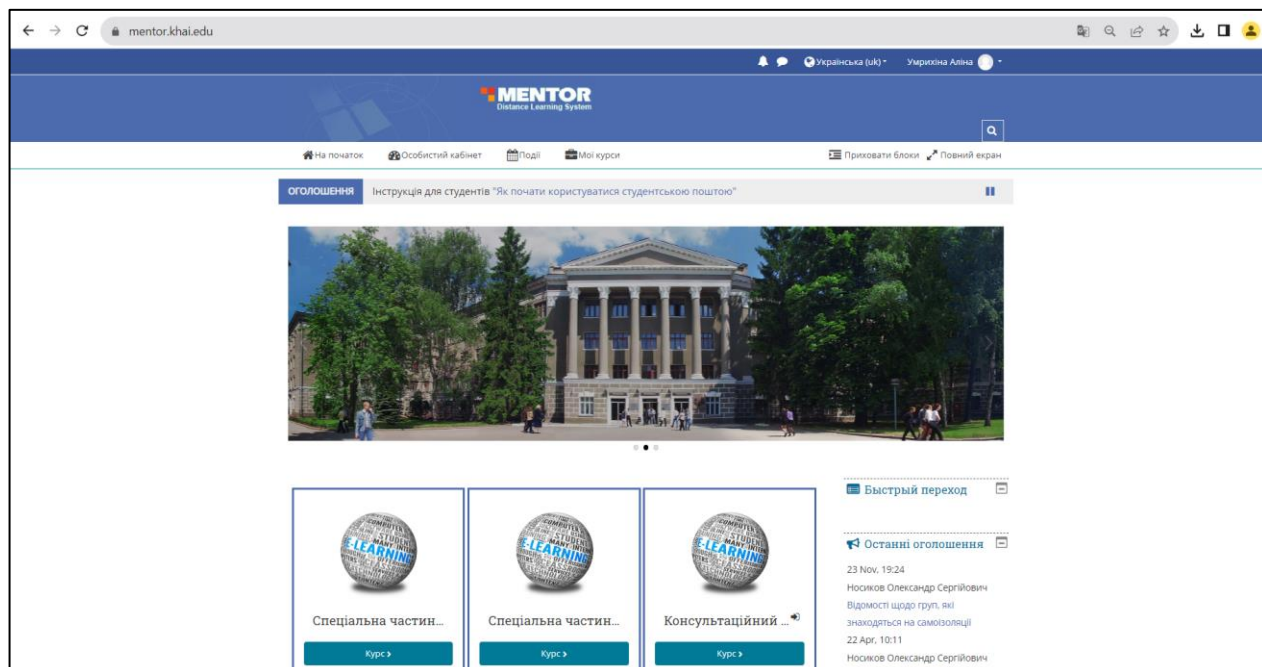 mentor.khai.edu
Українська (uk)
Умрихіна Аліна
MENTOR
Distance Learning System
На початок
Особистий кабінет
Події
Мої курси
Приховати блоки
Повний екран
ОГОЛОШЕННЯ
Інструкція для студентів "Як почати користуватися студентською поштою"
E-LEARNING
E-LEARNING
E-LEARNING
Спеціальна частин...
Курс
Спеціальна частин...
Курс
Консультаційний ...
Курс
Быстрый переход
Останні оголошення
23 Nov, 19:24
Носиков Олександр Сергійович
Відомості щодо груп, які
знаходяться на самоізоляції
22 Apr, 10:11
Носиков Олександр Сергійович